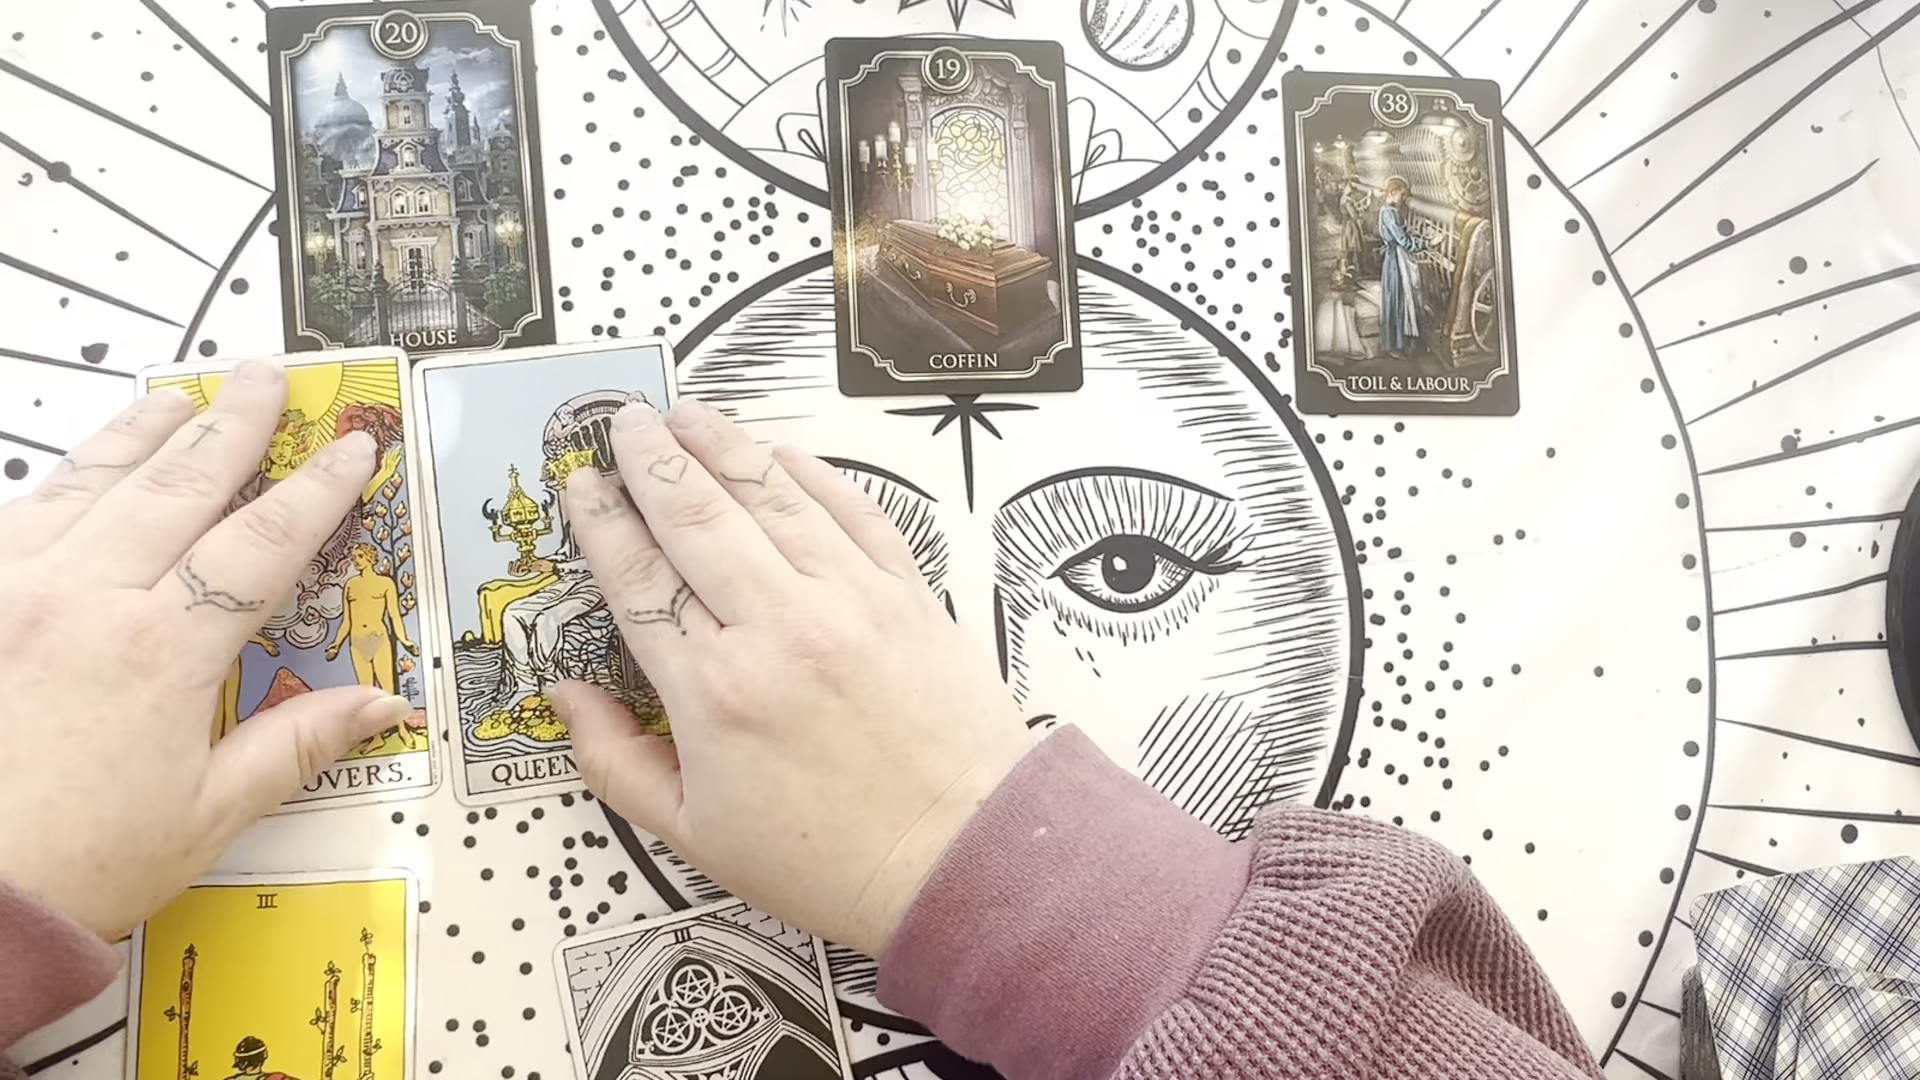 20
HOUSE
19
COFFIN
38
TOIL & LABOUR
OVERS.
QUEEN
III
III